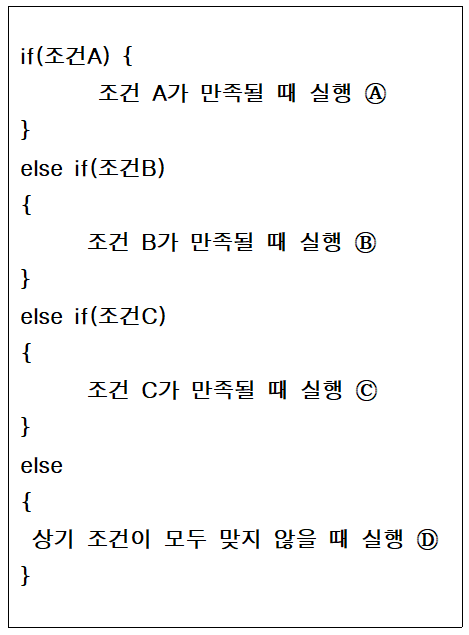 if(조건A) {
조건 A가 만족될 때 실행 Ⓐ
}
else if(조건B)
{
조건 B가 만족될 때 실행 Ⓑ
}
else if(조건C)
{
조건 C가 만족될 때 실행 Ⓒ
}
else
{
상기 조건이 모두 맞지 않을 때 실행 Ⓓ
}